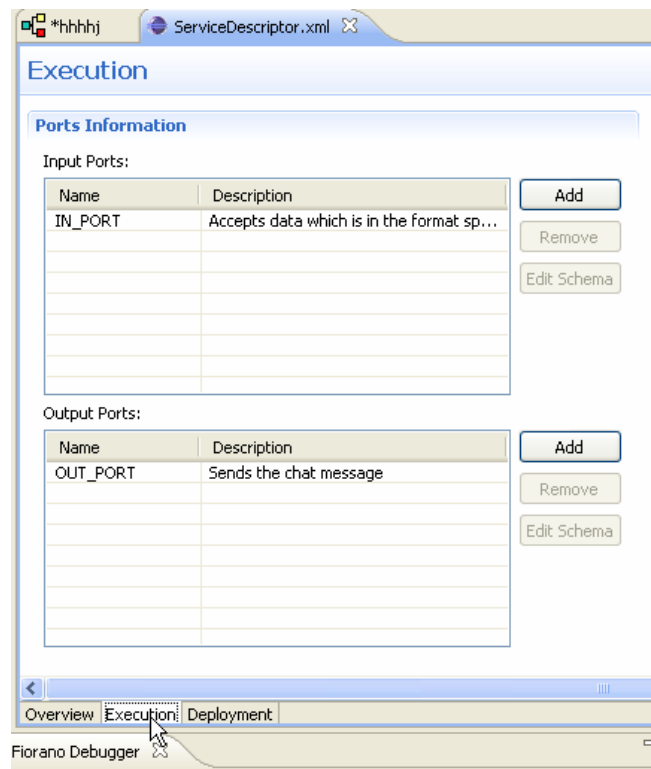 *hhhhj ServiceDescriptor.xml
Execution
Ports Information
Input Ports:
Name Description Add
IN_PORT Accepts data which is in the format sp...
Remove
Edit Schema
Output Ports:
Name Description Add
OUT_PORT Sends the chat message
Remove
Edit Schema
Overview Execution Deployment
Fiorano Debugger